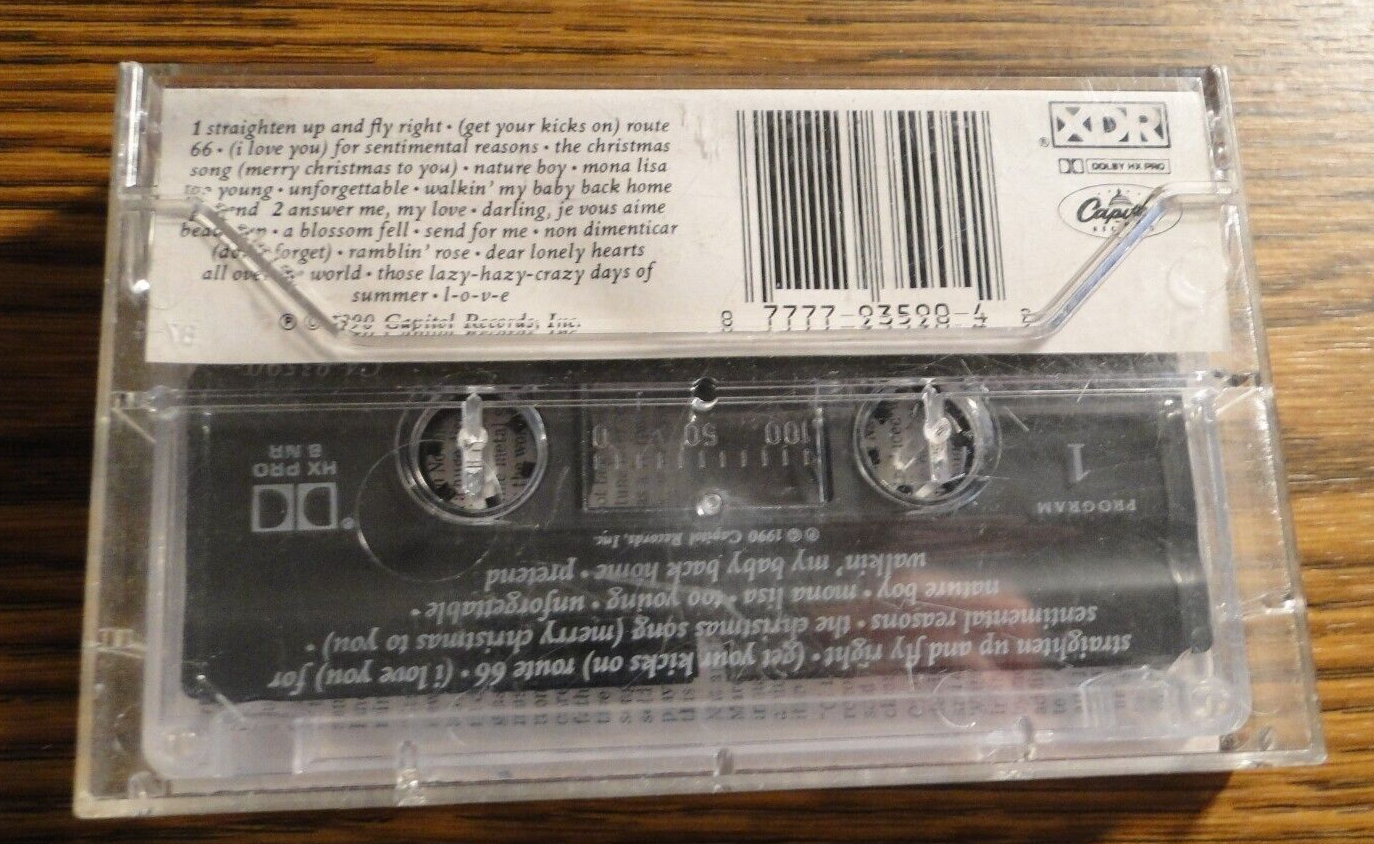 1 straighten up and fly right • (get your kicks on) route
66 • (i love you) for sentimental reasons • the christmas
song (merry christmas to you) • nature boy • mona lisa
too young • unforgettable • walkin' my baby back home
2 answer me, my love • darling, je vous aime
• a blossom fell • send for me • non dimenticar
forget) • ramblin' rose • dear lonely hearts
all over the world • those lazy-hazy-crazy days of
summer • l-o-v-e
℗ © 1990 Capitol Records, Inc.
8 7777-93590-4
XDR
®
DOLBY HX PRO
Capitol
RECORDS
straighten up and fly right • (get your kicks on) route 66 • (i love you) for
sentimental reasons • the christmas song (merry christmas to you) •
nature boy • mona lisa • too young • unforgettable •
walkin' my baby back home • pretend
℗ © 1990 Capitol Records, Inc.
PROGRAM
1
100 50 0
®
HX PRO
B NR